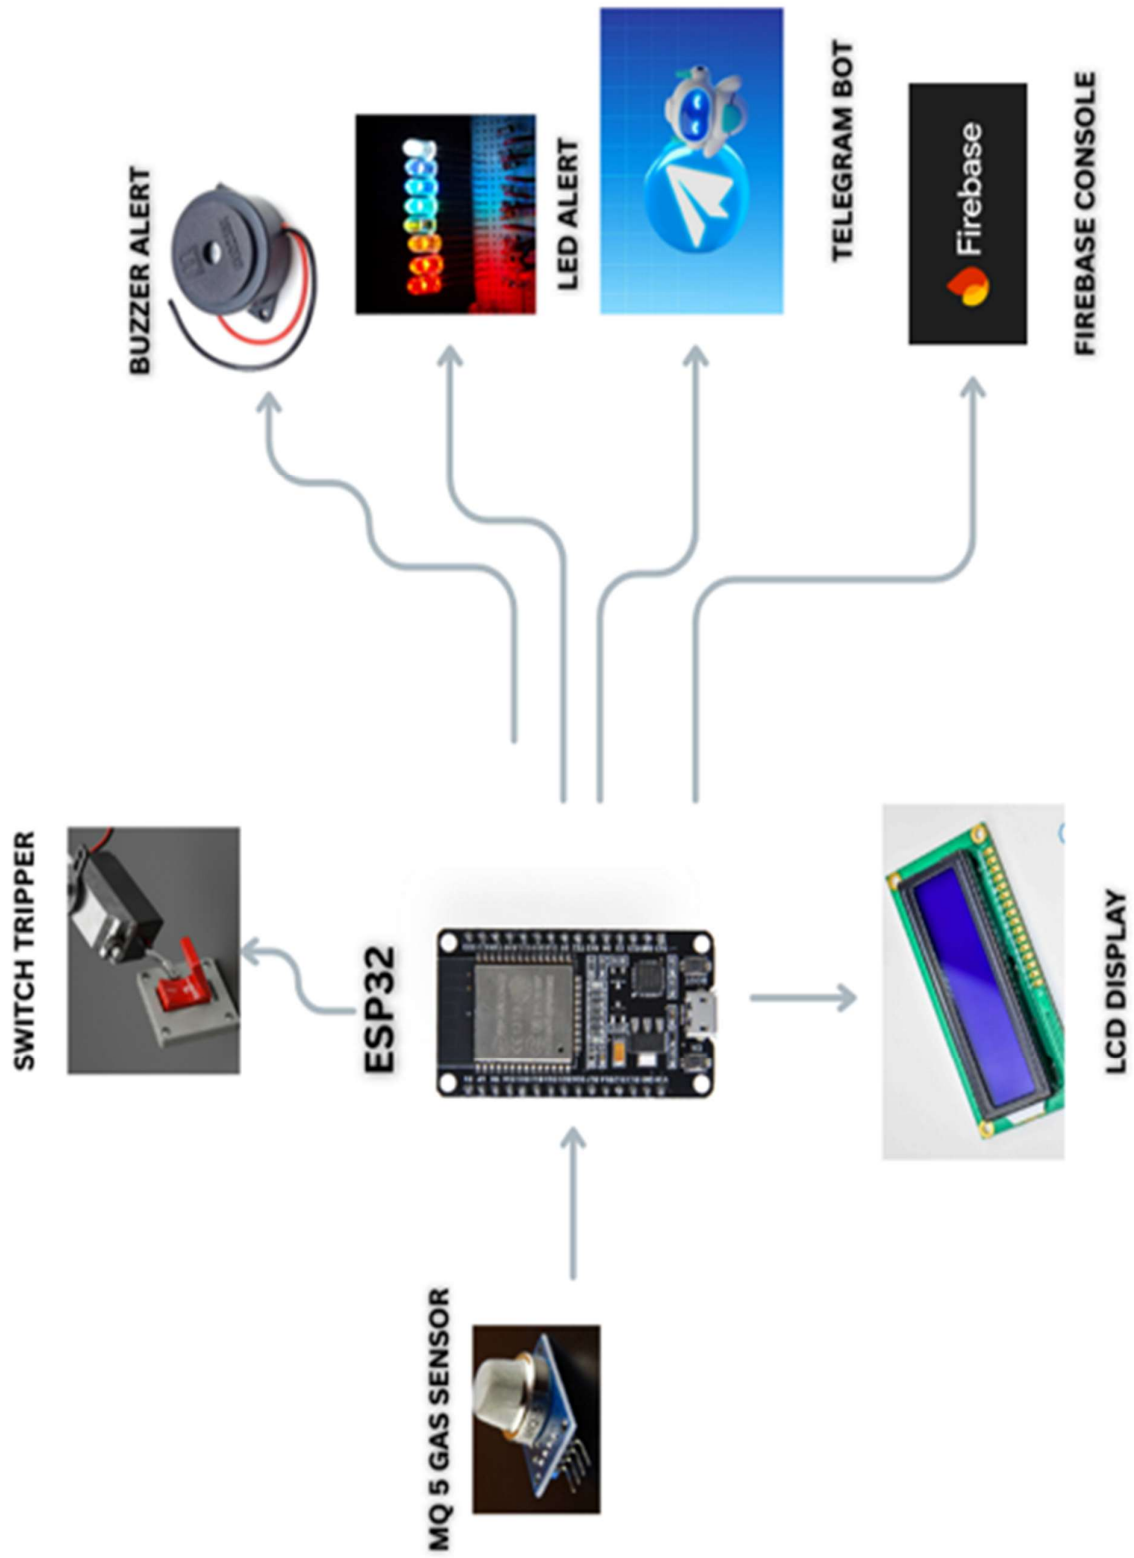 SWITCH TRIPPER
BUZZER ALERT
LED ALERT
TELEGRAM BOT
Firebase
FIREBASE CONSOLE
ESP32
MQ 5 GAS SENSOR
LCD DISPLAY